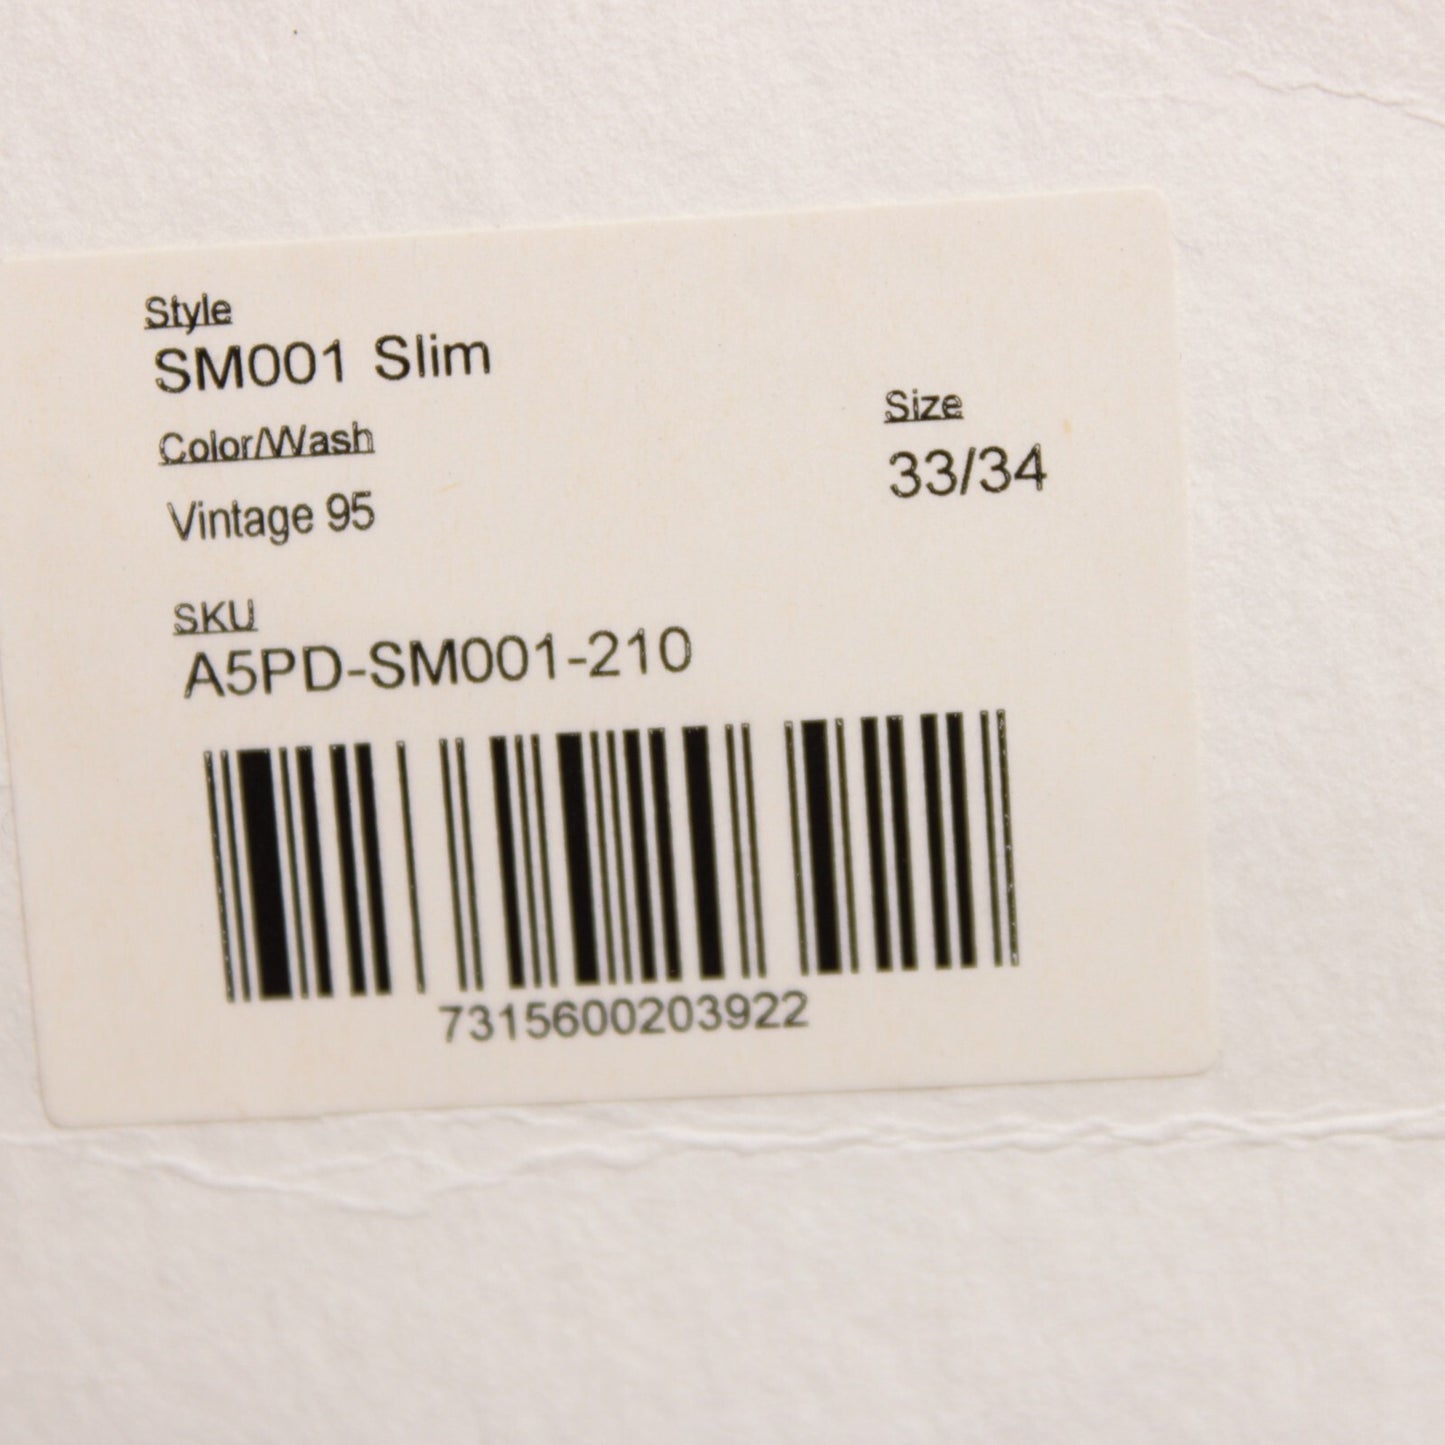 Style
SM001 Slim
Color/Wash
Vintage 95
Size
33/34
SKU
A5PD-SM001-210
7315600203922